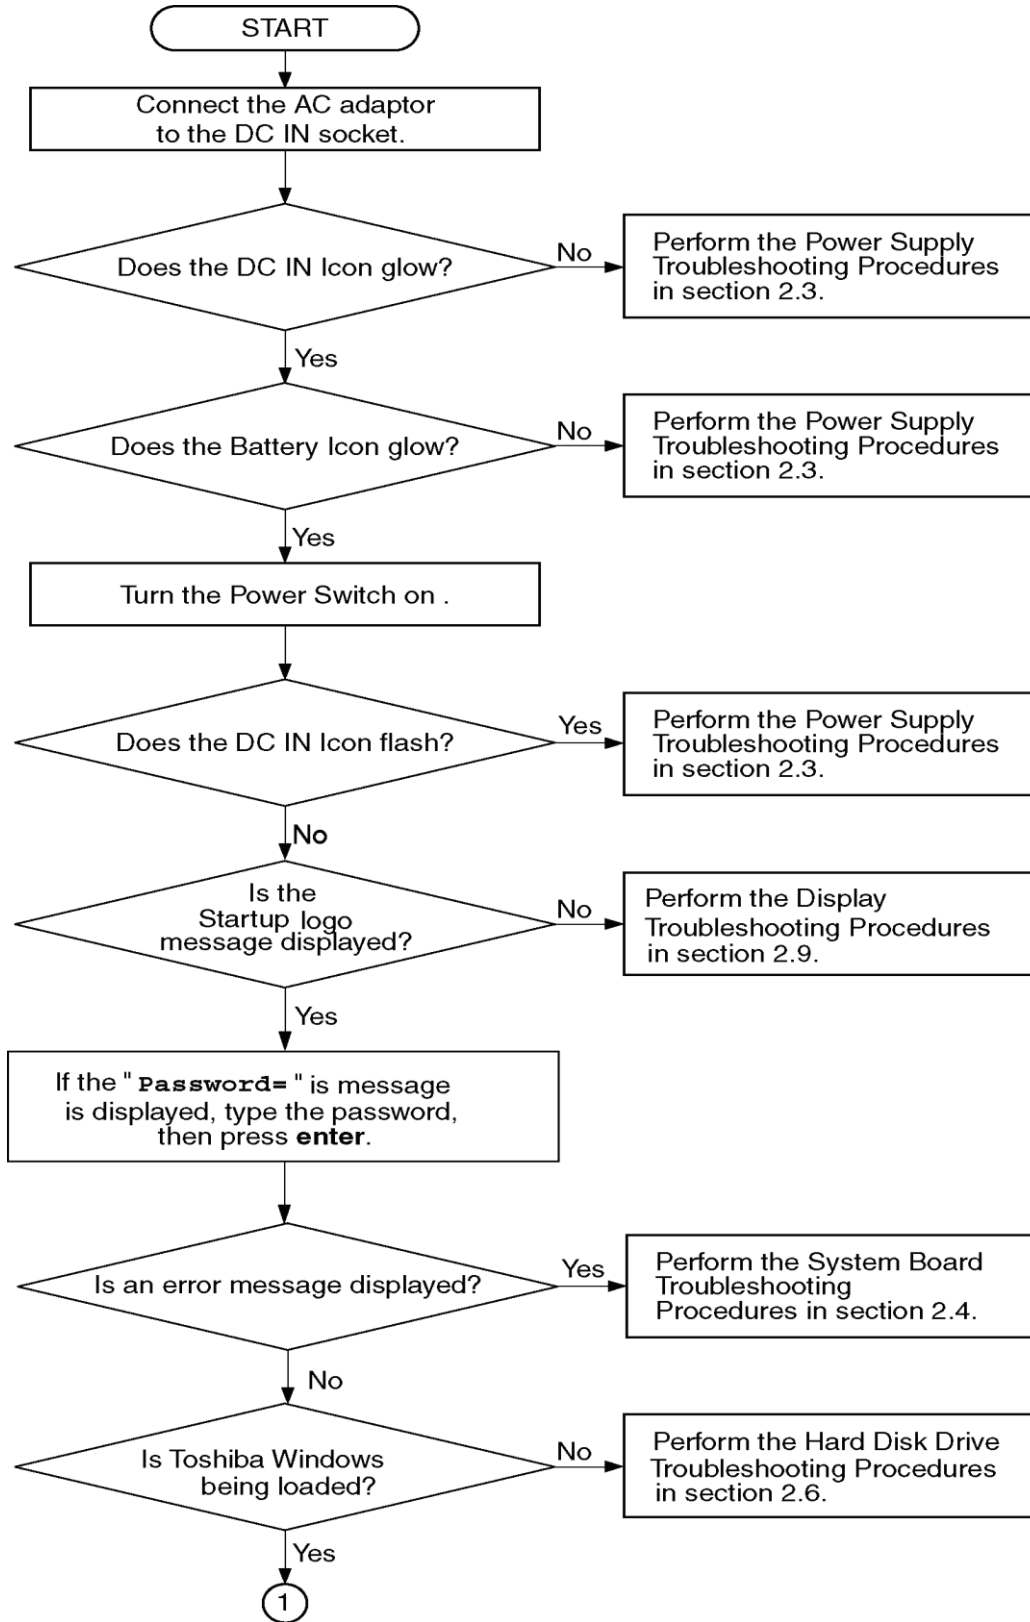 START
Connect the AC adaptor
to the DC IN socket.
Does the DC IN Icon glow?
No
Perform the Power Supply
Troubleshooting Procedures
in section 2.3.
Yes
Does the Battery Icon glow?
No
Perform the Power Supply
Troubleshooting Procedures
in section 2.3.
Yes
Turn the Power Switch on .
Does the DC IN Icon flash?
Yes
Perform the Power Supply
Troubleshooting Procedures
in section 2.3.
No
Is the
Startup logo
message displayed?
No
Perform the Display
Troubleshooting Procedures
in section 2.9.
Yes
If the " Password= " is message
is displayed, type the password,
then press enter.
Is an error message displayed?
Yes
Perform the System Board
Troubleshooting
Procedures in section 2.4.
No
Is Toshiba Windows
being loaded?
No
Perform the Hard Disk Drive
Troubleshooting Procedures
in section 2.6.
Yes
1